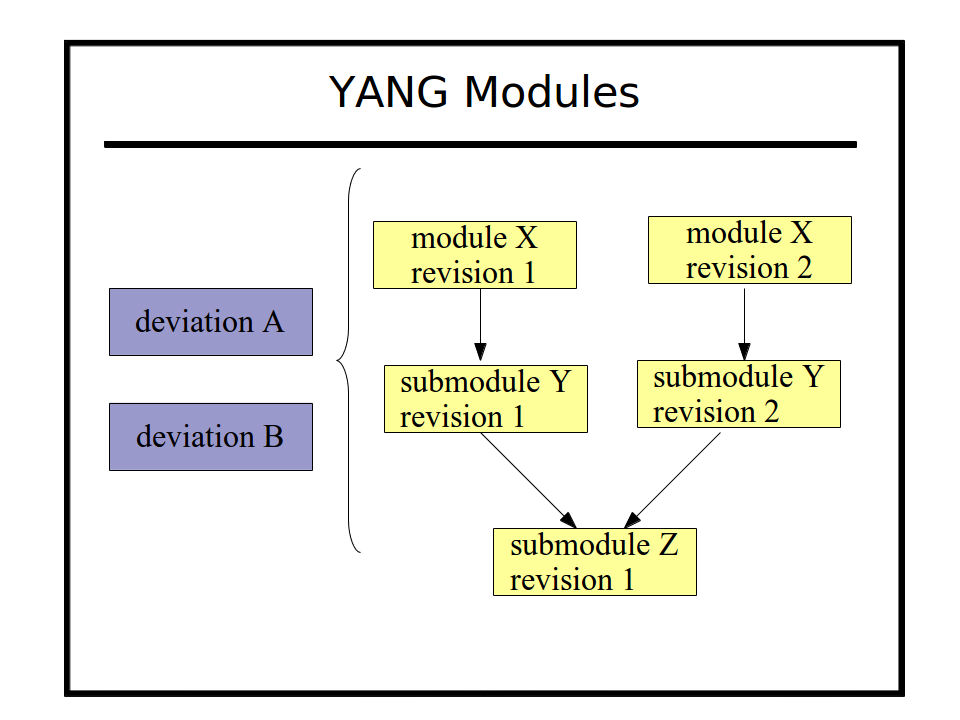 YANG Modules
deviation A
deviation B
module X
revision 1
module X
revision 2
submodule Y
revision 1
submodule Y
revision 2
submodule Z
revision 1